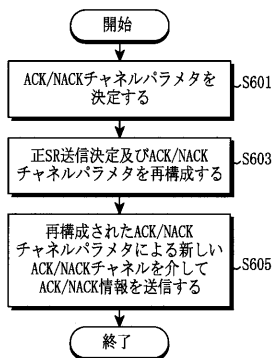 開始
ACK/NACKチャネルパラメタを
決定する
S601
正SR送信決定及びACK/NACK
チャネルパラメタを再構成する
S603
再構成されたACK/NACK
チャネルパラメタによる新しい
ACK/NACKチャネルを介して
ACK/NACK情報を送信する
S605
終了